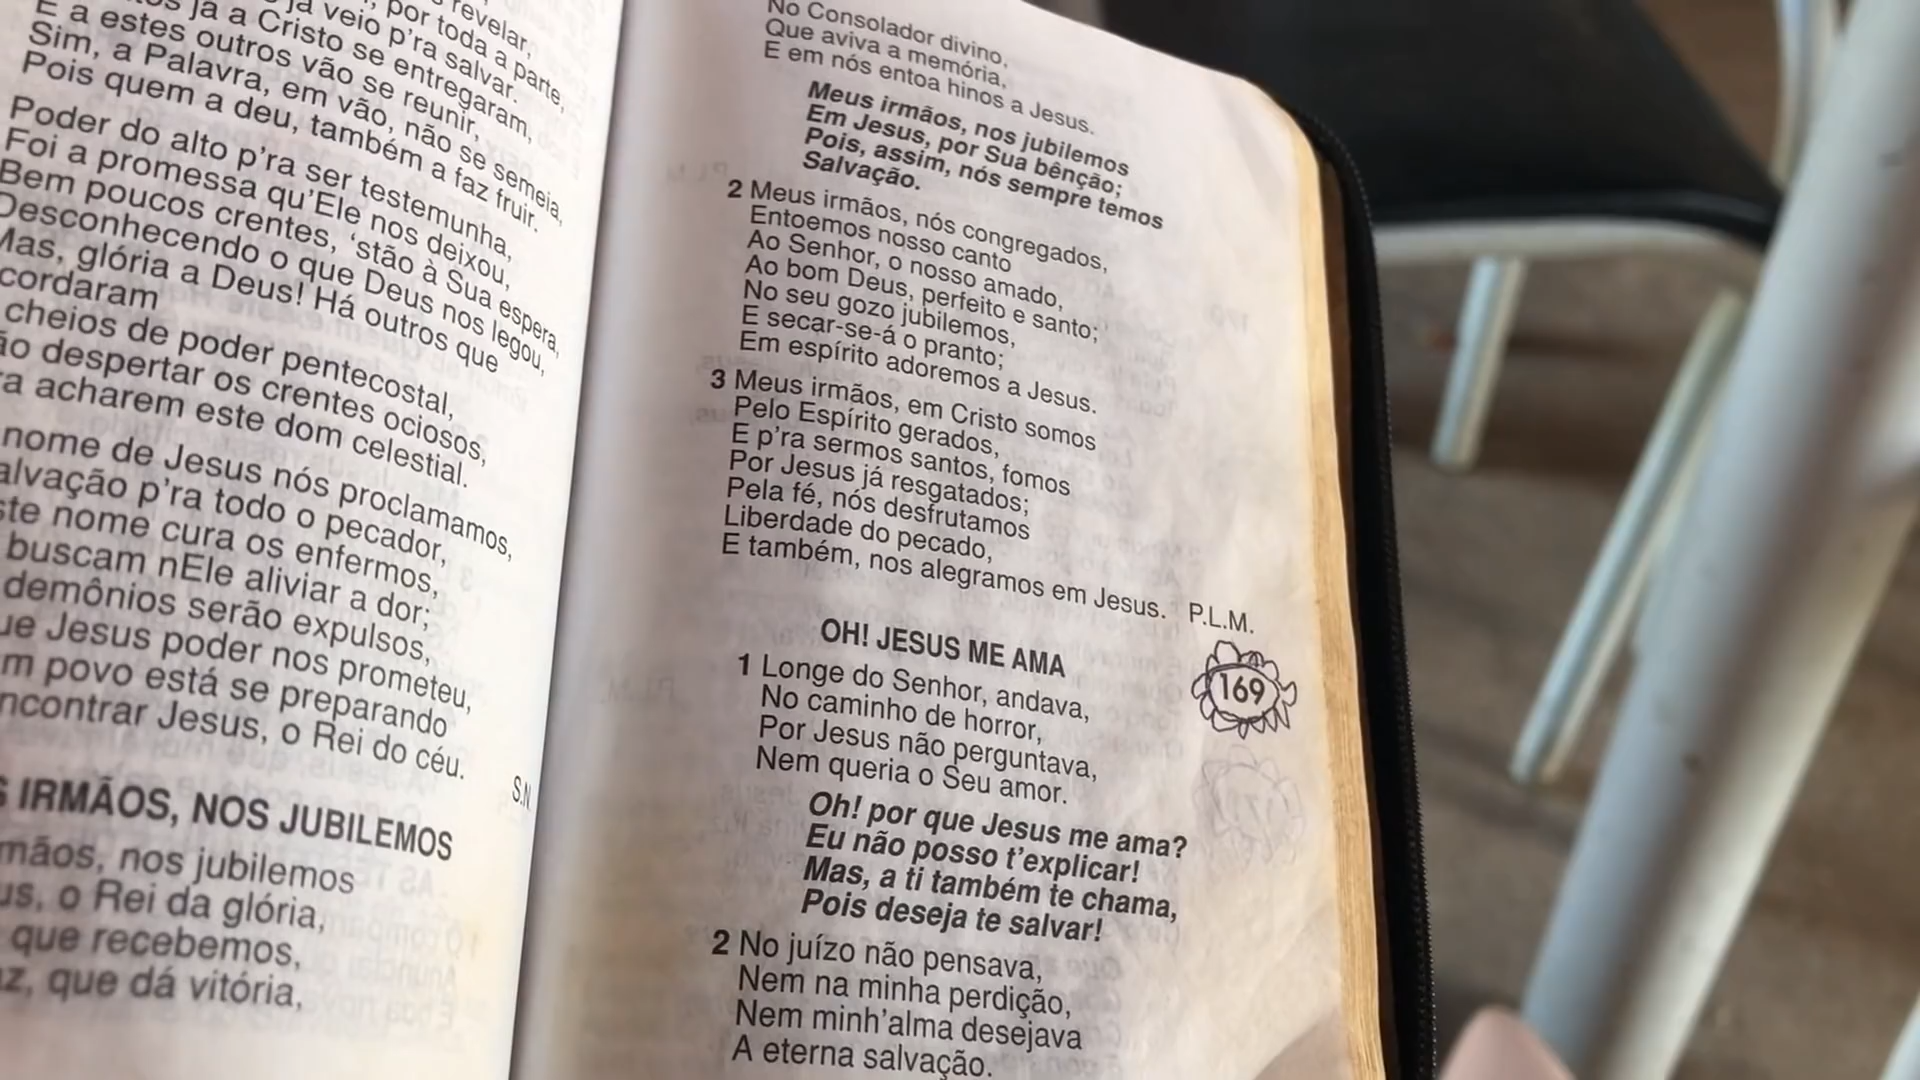 revelar,
por toda a parte,
já veio p'ra salvar.
já a Cristo se entregaram,
E a estes outros vão se reunir,
Sim, a Palavra, em vão, não se semeia,
Pois quem a deu, também a faz fruir.
Poder do alto p'ra ser testemunha,
Foi a promessa qu'Ele nos deixou,
Bem poucos crentes, 'stão à Sua espera,
Desconhecendo o que Deus nos legou,
Mas, glória a Deus! Há outros que
cordaram
cheios de poder pentecostal,
ão despertar os crentes ociosos,
ra acharem este dom celestial.
nome de Jesus nós proclamamos,
alvação p'ra todo o pecador,
ste nome cura os enfermos,
buscam nEle aliviar a dor;
demônios serão expulsos,
ue Jesus poder nos prometeu,
m povo está se preparando
ncontrar Jesus, o Rei do céu.
S.N.
S IRMÃOS, NOS JUBILEMOS
mãos, nos jubilemos
us, o Rei da glória,
que recebemos,
az, que dá vitória,
No Consolador divino,
Que aviva a memória,
E em nós entoa hinos a Jesus.
Meus irmãos, nos jubilemos
Em Jesus, por Sua bênção;
Pois, assim, nós sempre temos
Salvação.
2 Meus irmãos, nós congregados,
Entoemos nosso canto
Ao Senhor, o nosso amado,
Ao bom Deus, perfeito e santo;
No seu gozo jubilemos,
E secar-se-á o pranto;
Em espírito adoremos a Jesus.
3 Meus irmãos, em Cristo somos
Pelo Espírito gerados,
E p'ra sermos santos, fomos
Por Jesus já resgatados;
Pela fé, nós desfrutamos
Liberdade do pecado,
E também, nos alegramos em Jesus. P.L.M.
OH! JESUS ME AMA
169
1 Longe do Senhor, andava,
No caminho de horror,
Por Jesus não perguntava,
Nem queria o Seu amor.
Oh! por que Jesus me ama?
Eu não posso t'explicar!
Mas, a ti também te chama,
Pois deseja te salvar!
2 No juízo não pensava,
Nem na minha perdição,
Nem minh'alma desejava
A eterna salvação.